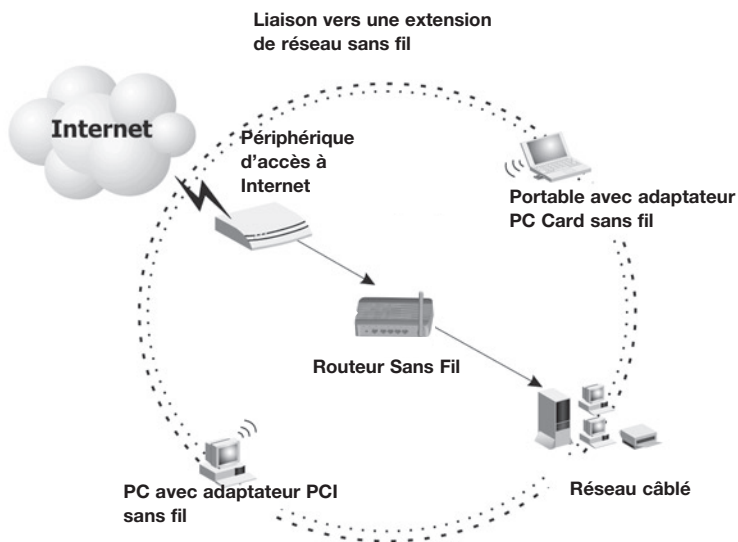 Liaison vers une extension
de réseau sans fil
Internet
Périphérique
d'accès à
Internet
Portable avec adaptateur
PC Card sans fil
Routeur Sans Fil
PC avec adaptateur PCI
sans fil
Réseau câblé